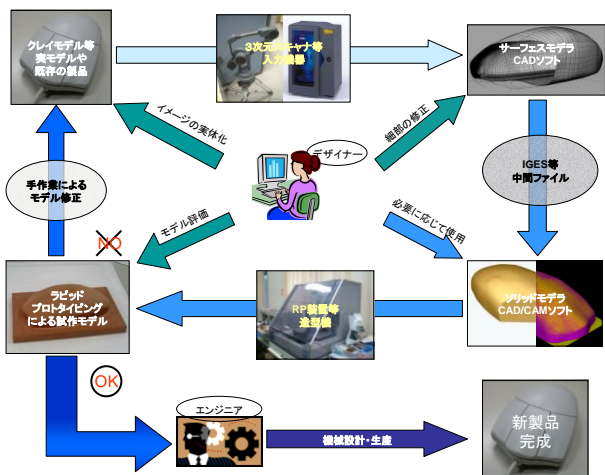 クレイモデル等
実モデルや
既存の製品
3次元スキャナ等
入力機器
サーフェスモデラ
CADソフト
イメージの実体化
細部の修正
デザイナー
IGES等
中間ファイル
手作業による
モデル修正
NO
モデル評価
必要に応じて使用
ラピッド
プロトタイピング
による試作モデル
RP装置等
造型機
ソリッドモデラ
CAD/CAMソフト
OK
エンジニア
機械設計・生産
新製品
完成